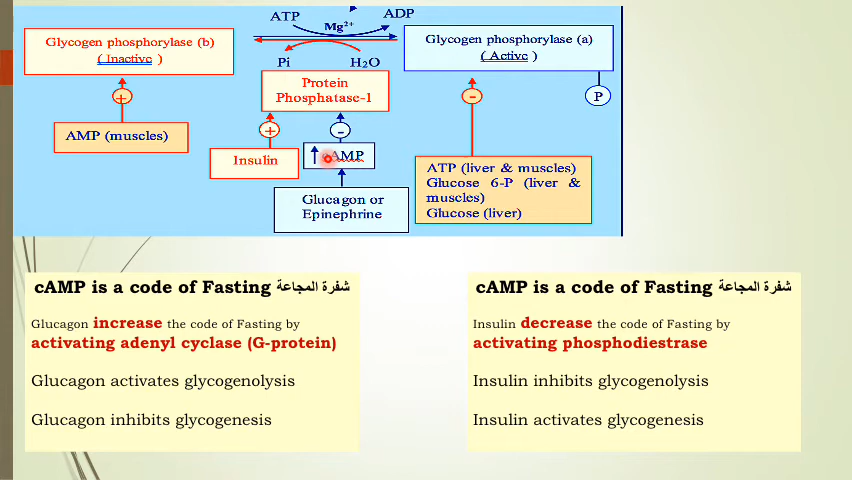 ATP
ADP
Mg2+
Glycogen phosphorylase (b)
( Inactive )
Glycogen phosphorylase (a)
( Active )
Pi
H2O
Protein
Phosphatase-1
P
+
-
AMP (muscles)
+
-
Insulin
↑ cAMP
ATP (liver & muscles)
Glucose 6-P (liver &
muscles)
Glucose (liver)
Glucagon or
Epinephrine
cAMP is a code of Fasting شفرة المجاعة
Glucagon increase the code of Fasting by
activating adenyl cyclase (G-protein)
Glucagon activates glycogenolysis
Glucagon inhibits glycogenesis
cAMP is a code of Fasting شفرة المجاعة
Insulin decrease the code of Fasting by
activating phosphodiestrase
Insulin inhibits glycogenolysis
Insulin activates glycogenesis